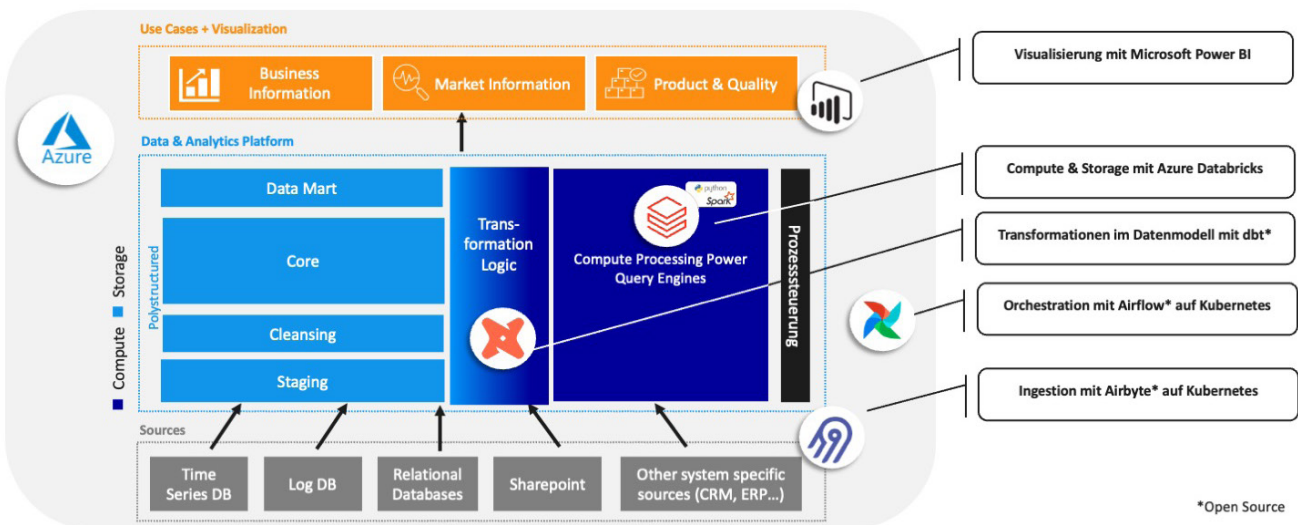 Use Cases + Visualization
Business
Information
Market Information
Product & Quality
Visualisierung mit Microsoft Power BI
Azure
Data & Analytics Platform
Data Mart
Core
Cleansing
Staging
Polystructured
Compute
Storage
Trans-
formation
Logic
python
Spark
Compute Processing Power
Query Engines
Prozesssteuerung
Compute & Storage mit Azure Databricks
Transformationen im Datenmodell mit dbt*
Orchestration mit Airflow* auf Kubernetes
Ingestion mit Airbyte* auf Kubernetes
Sources
Time
Series DB
Log DB
Relational
Databases
Sharepoint
Other system specific
sources (CRM, ERP...)
*Open Source